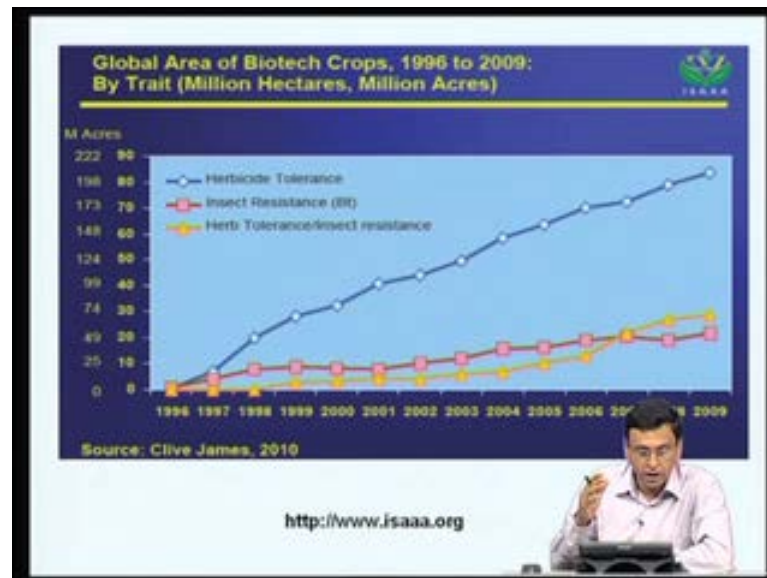 Global Area of Biotech Crops, 1996 to 2009:
By Trait (Million Hectares, Million Acres)
ISAAA
M Acres
222 90
198 80
173 70
148 60
124 50
99 40
74 30
49 20
25 10
0 0
Herbicide Tolerance
Insect Resistance (Bt)
Herb Tolerance/Insect resistance
1996 1997 1998 1999 2000 2001 2002 2003 2004 2005 2006 2009
Source: Clive James, 2010
http://www.isaaa.org